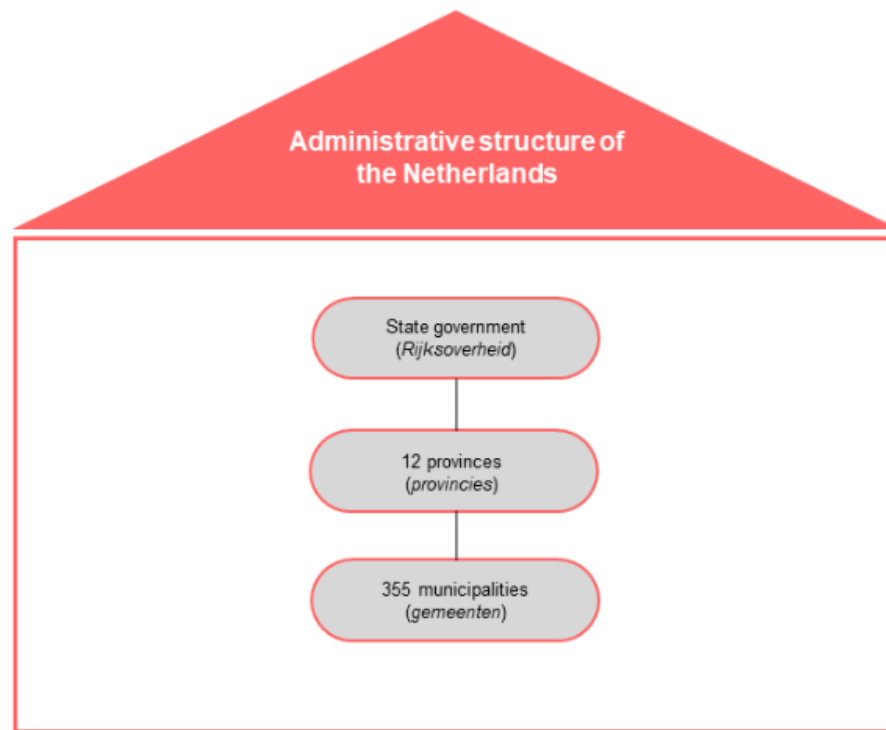 Administrative structure of
the Netherlands
State government
(Rijksoverheid)
12 provinces
(provincies)
355 municipalities
(gemeenten)